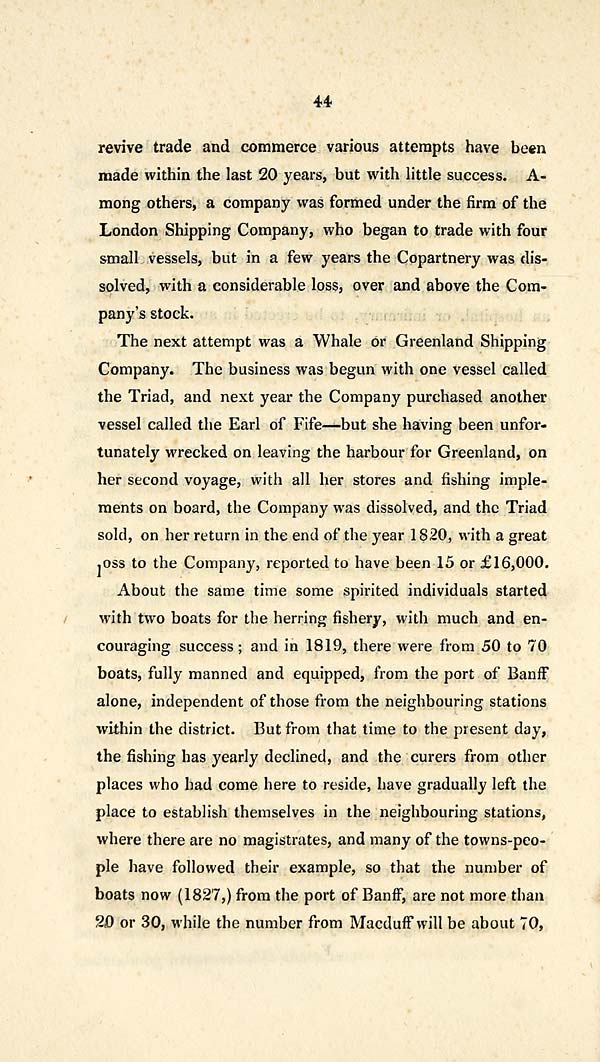 44
revive trade and commerce various attempts have been
made within the last 20 years, but with little success. A-
mong others, a company was formed under the firm of the
London Shipping Company, who began to trade with four
small vessels, but in a few years the Copartnery was dis-
solved, with a considerable loss, over and above the Com-
pany's stock.
The next attempt was a Whale or Greenland Shipping
Company. The business was begun with one vessel called
the Triad, and next year the Company purchased another
vessel called the Earl of Fife—but she having been unfor-
tunately wrecked on leaving the harbour for Greenland, on
her second voyage, with all her stores and fishing imple-
ments on board, the Company was dissolved, and the Triad
sold, on her return in the end of the year 1820, with a great
loss to the Company, reported to have been 15 or £16,000.
About the same time some spirited individuals started
with two boats for the herring fishery, with much and en-
couraging success; and in 1819, there were from 50 to 70
boats, fully manned and equipped, from the port of Banff
alone, independent of those from the neighbouring stations
within the district. But from that time to the present day,
the fishing has yearly declined, and the curers from other
places who had come here to reside, have gradually left the
place to establish themselves in the neighbouring stations,
where there are no magistrates, and many of the towns-peo-
ple have followed their example, so that the number of
boats now (1827,) from the port of Banff, are not more than
20 or 30, while the number from Macduff will be about 70,